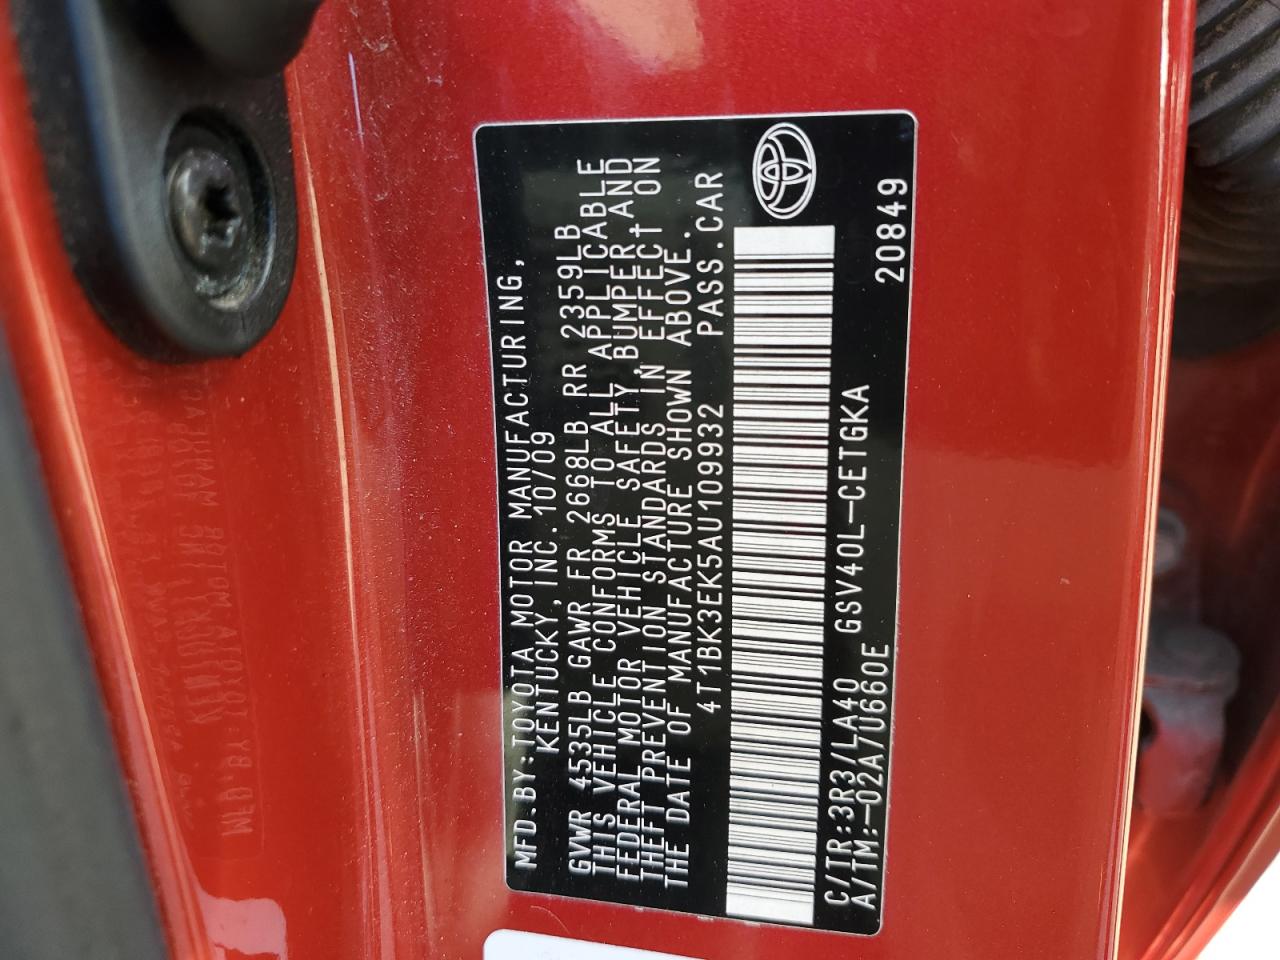 MFD.BY:TOYOTA MOTOR MANUFACTURING,
KENTUCKY,INC. 10/09
GVWR 4535LB GAWR FR 2668LB RR 2359LB
THIS VEHICLE CONFORMS TO ALL APPLICABLE
FEDERAL MOTOR VEHICLE SAFETY,BUMPER,AND
THEFT PREVENTION STANDARDS IN EFFECT ON
THE DATE OF MANUFACTURE SHOWN ABOVE.
4T1BK3EK5AU109932 PASS.CAR
C/TR:3R3/LA40 GSV40L-CETGKA
A/TM:-02A/U660E 20849